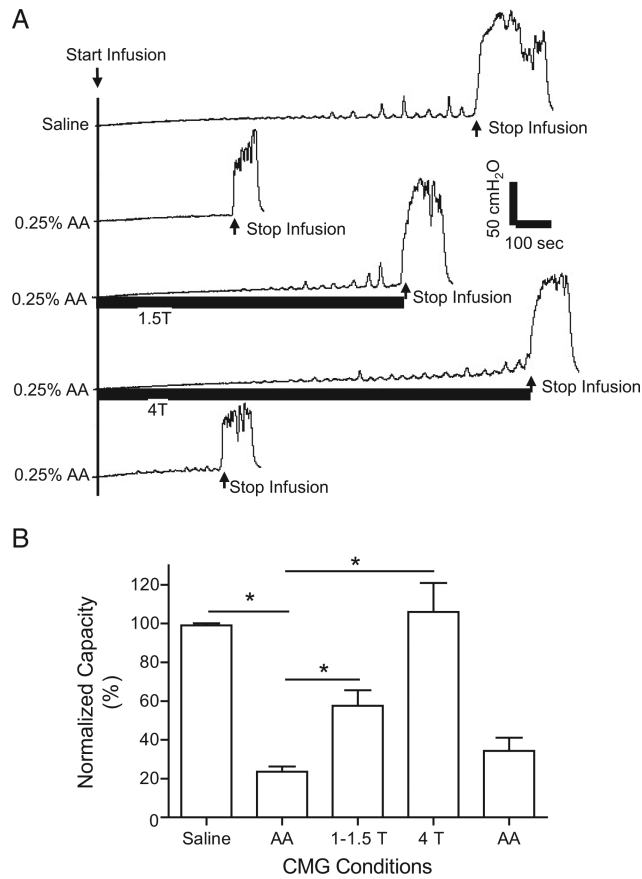 A
Start Infusion
Saline
Stop Infusion
0.25% AA
Stop Infusion
50 cmH₂O
100 sec
0.25% AA
Stop Infusion
1.5T
0.25% AA
Stop Infusion
4T
0.25% AA
Stop Infusion
B
Normalized Capacity
(%)
120
100
80
60
40
20
0
*
*
*
Saline AA 1-1.5 T 4 T AA
CMG Conditions